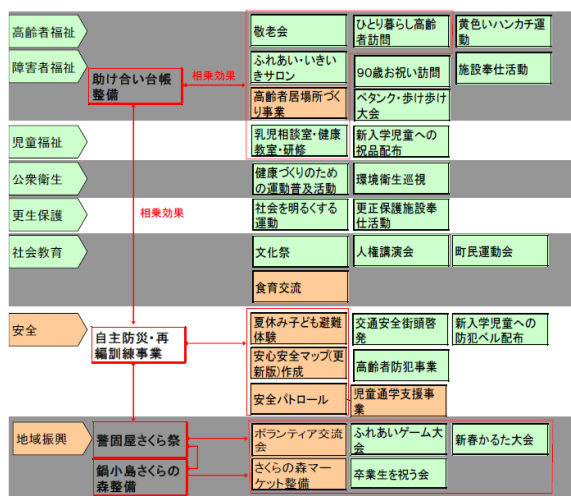 高齢者福祉
障害者福祉
助け合い台帳
整備
相乗効果
敬老会
ひとり暮らし高齢
者訪問
黄色いハンカチ運
動
ふれあい・いきい
きサロン
90歳お祝い訪問
施設奉仕活動
高齢者居場所づく
り事業
ペタンク・歩け歩け
大会
児童福祉
乳児相談室・健康
教室・研修
新入学児童への
祝品配布
公衆衛生
健康づくりのため
の運動普及活動
環境衛生巡視
更生保護
相乗効果
社会を明るくする
運動
更正保護施設奉
仕活動
社会教育
文化祭
人権講演会
町民運動会
食育交流
安全
自主防災・再
編訓練事業
夏休み子ども避難
体験
交通安全街頭啓
発
新入学児童への
防犯ベル配布
安心安全マップ(更
新版)作成
高齢者防犯事業
安全パトロール
児童通学支援事
業
地域振興
警固屋さくら祭
ボランティア交流
会
ふれあいゲーム大
会
新春かるた大会
鍋小島さくらの
森整備
さくらの森マー
ケット整備
卒業生を祝う会